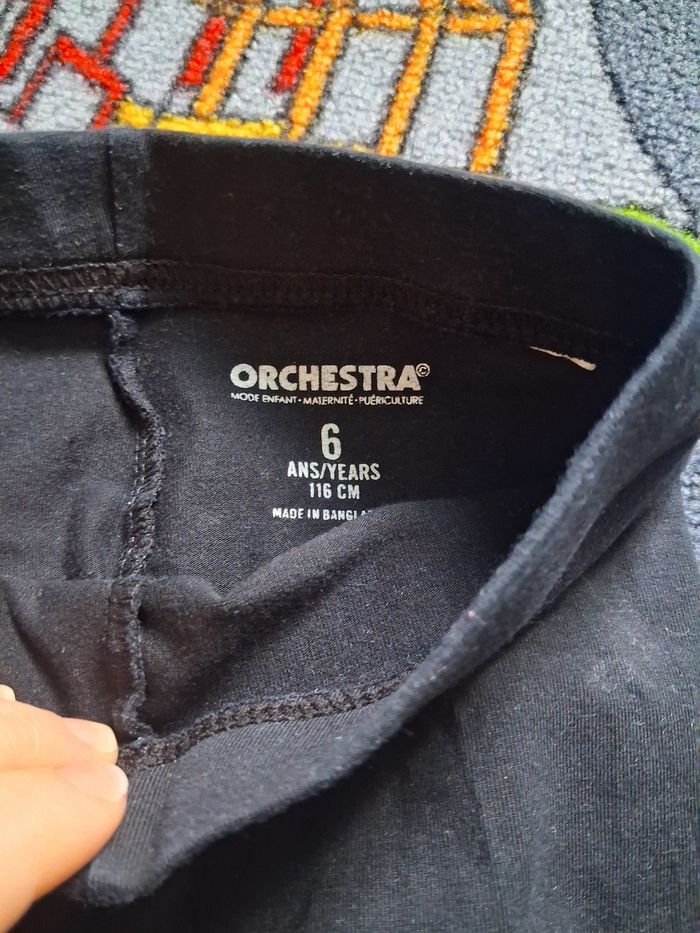 ORCHESTRA©
MODE ENFANT • MATERNITÉ • PUÉRICULTURE
6
ANS/YEARS
116 CM
MADE IN